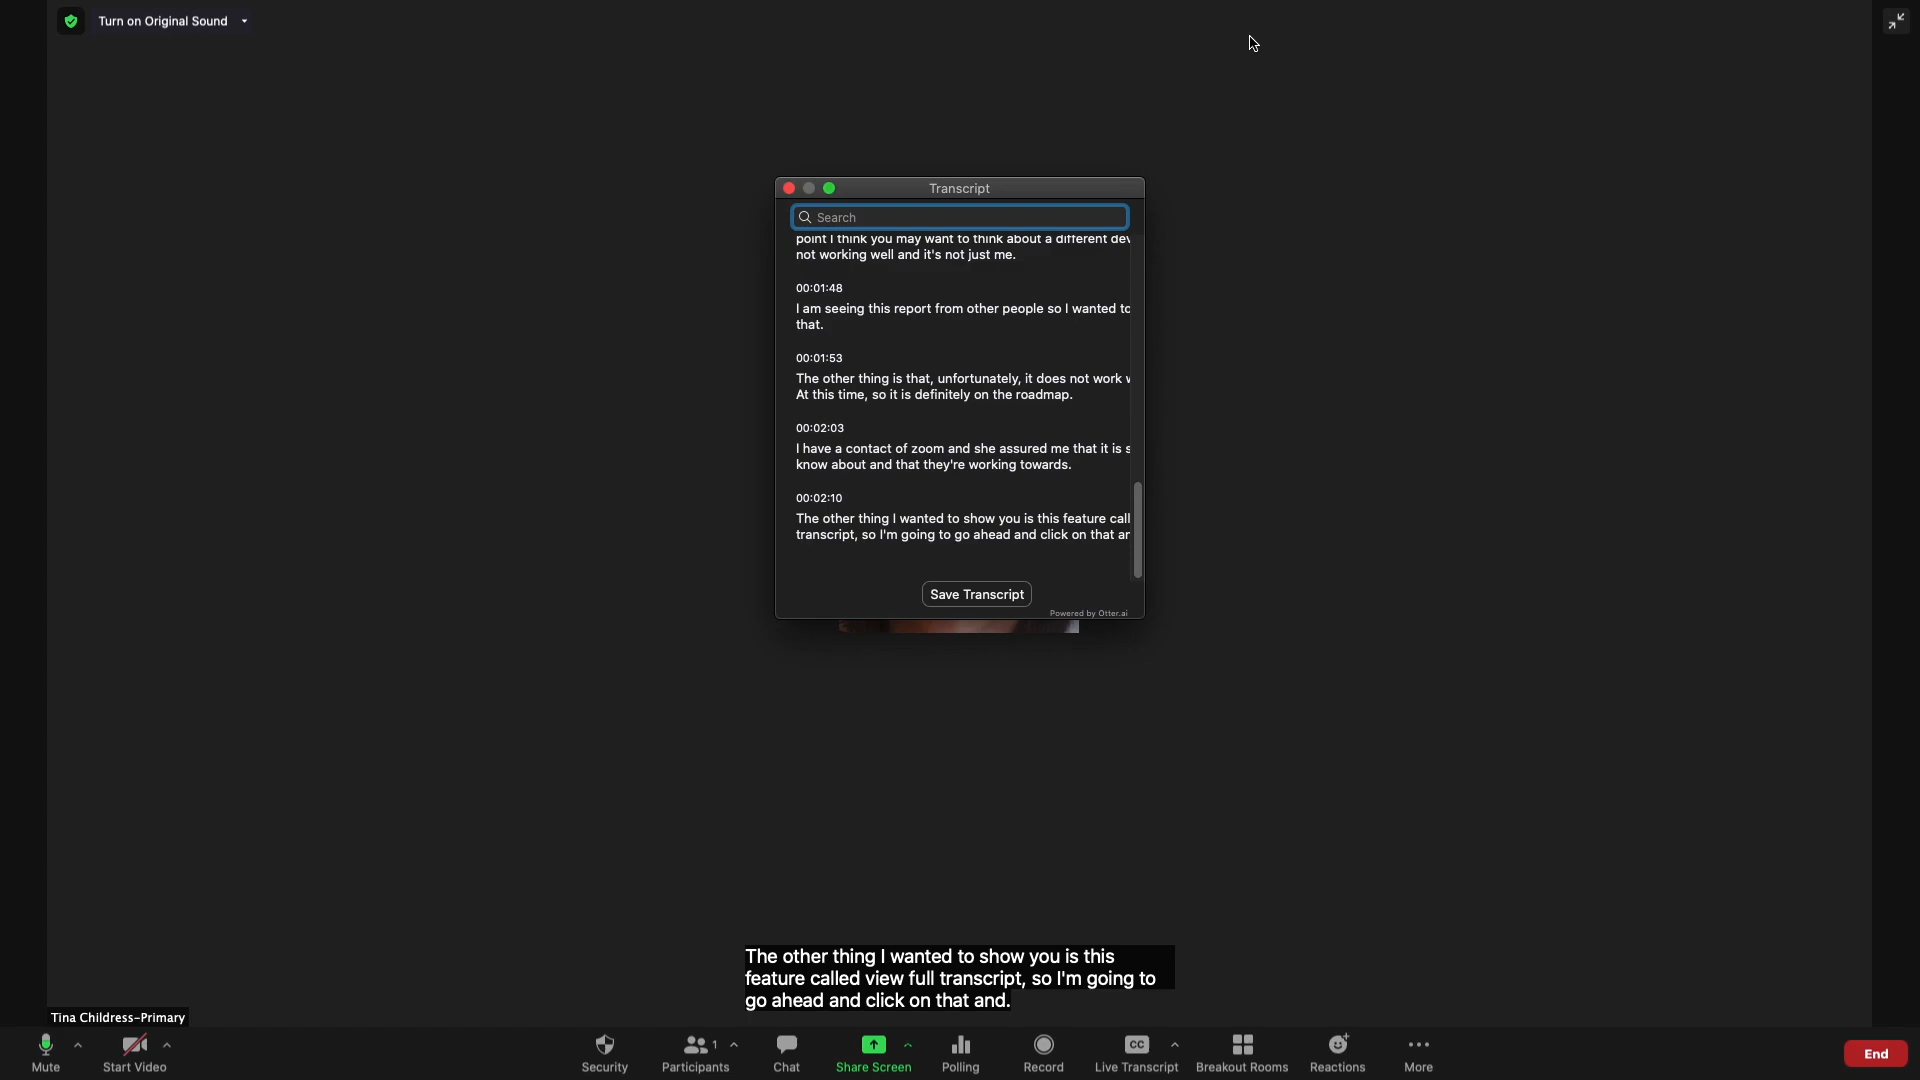 Turn on Original Sound
Transcript
Search
point I think you may want to think about a different dev
not working well and it's not just me.
00:01:48
I am seeing this report from other people so I wanted to
that.
00:01:53
The other thing is that, unfortunately, it does not work
At this time, so it is definitely on the roadmap.
00:02:03
I have a contact of zoom and she assured me that it is s
know about and that they're working towards.
00:02:10
The other thing I wanted to show you is this feature call
transcript, so I'm going to go ahead and click on that an
Save Transcript
Powered by Otter.ai
The other thing I wanted to show you is this
feature called view full transcript, so I'm going to
go ahead and click on that and.
Tina Childress-Primary
Mute
Start Video
Security
Participants 1
Chat
Share Screen
Polling
Record
CC Live Transcript
Breakout Rooms
Reactions
More
End